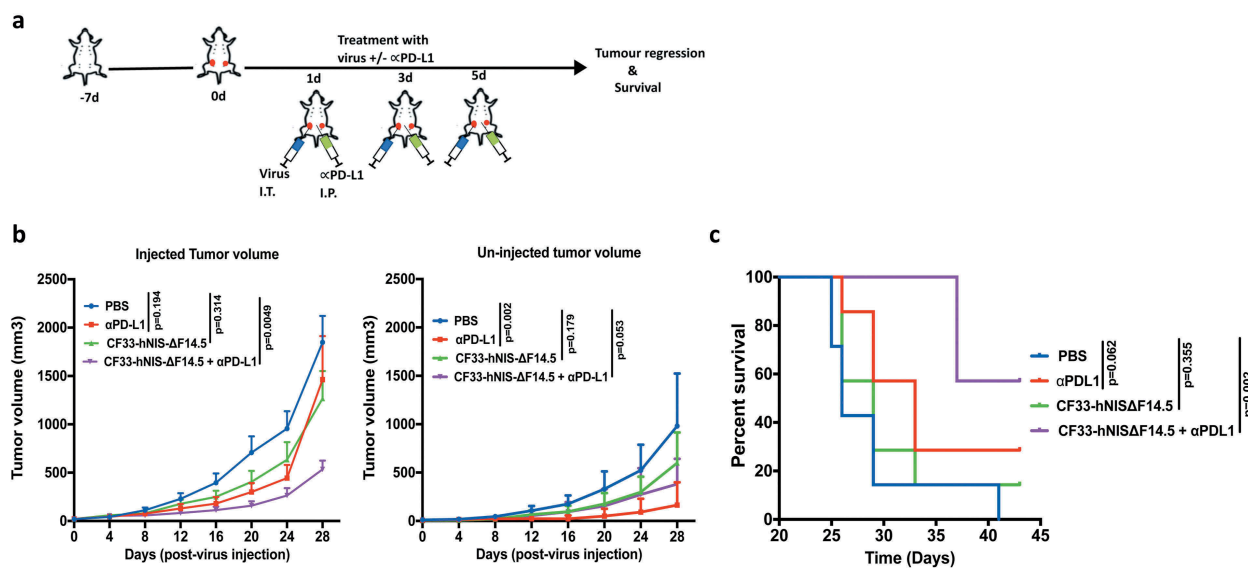 a
Treatment with
virus +/- ∝PD-L1
Tumour regression
&
Survival
-7d
0d
1d
3d
5d
Virus
I.T.
∝PD-L1
I.P.
b
Injected Tumor volume
Tumor volume (mm3)
2500
2000
1500
1000
500
0
PBS
αPD-L1
CF33-hNIS-ΔF14.5
CF33-hNIS-ΔF14.5 + αPD-L1
p=0.194
p=0.314
p=0.0049
0 4 8 12 16 20 24 28
Days (post-virus injection)
Un-injected tumor volume
Tumor volume (mm3)
2500
2000
1500
1000
500
0
PBS
αPD-L1
CF33-hNIS-ΔF14.5
CF33-hNIS-ΔF14.5 + αPD-L1
p=0.002
p=0.179
p=0.053
0 4 8 12 16 20 24 28
Days (post-virus injection)
c
Percent survival
100
80
60
40
20
0
20 25 30 35 40 45
Time (Days)
PBS
αPDL1
CF33-hNISΔF14.5
CF33-hNISΔF14.5 + αPDL1
p=0.062
p=0.355